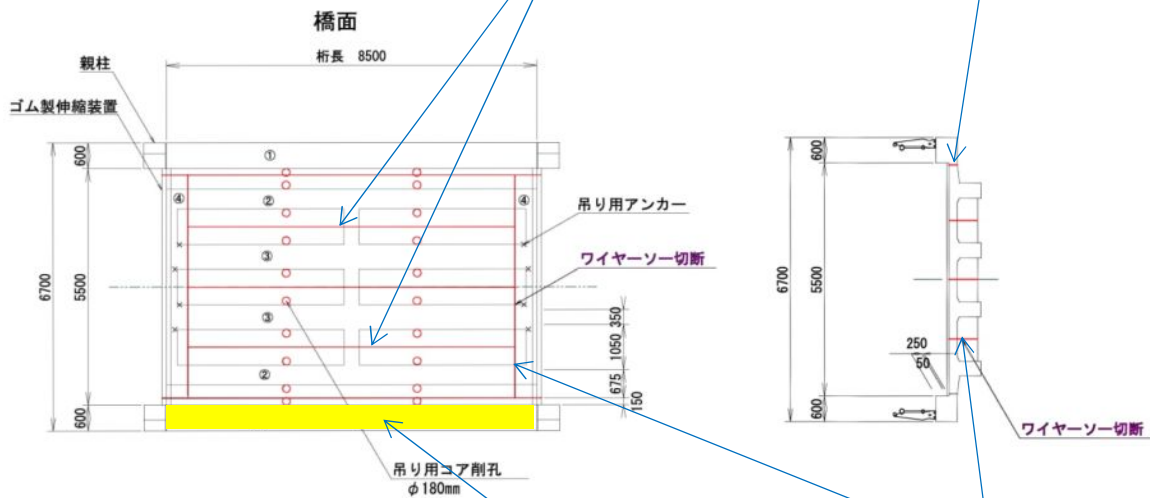 橋面
桁長 8500
親柱
ゴム製伸縮装置
600
①
④
②
④
吊り用アンカー
③
ワイヤーソー切断
6700
5500
350
③
1050
②
675
150
600
吊り用コア削孔
φ180mm
600
6700
5500
250
50
600
ワイヤーソー切断